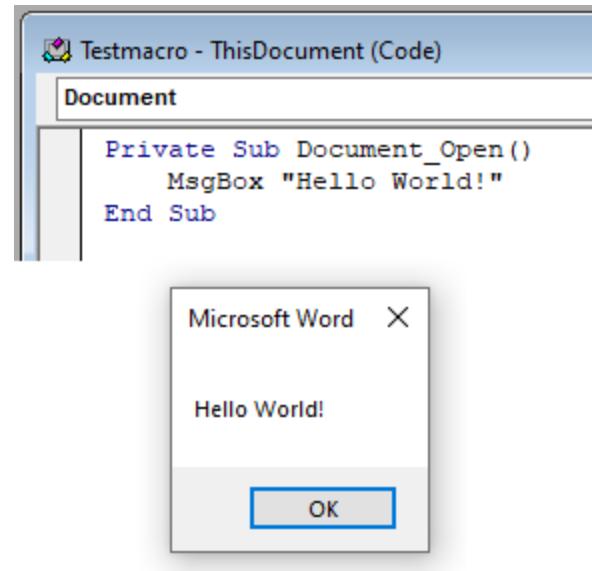 Testmacro - ThisDocument (Code)
Document
Private Sub Document_Open()
    MsgBox "Hello World!"
End Sub
Microsoft Word
Hello World!
OK